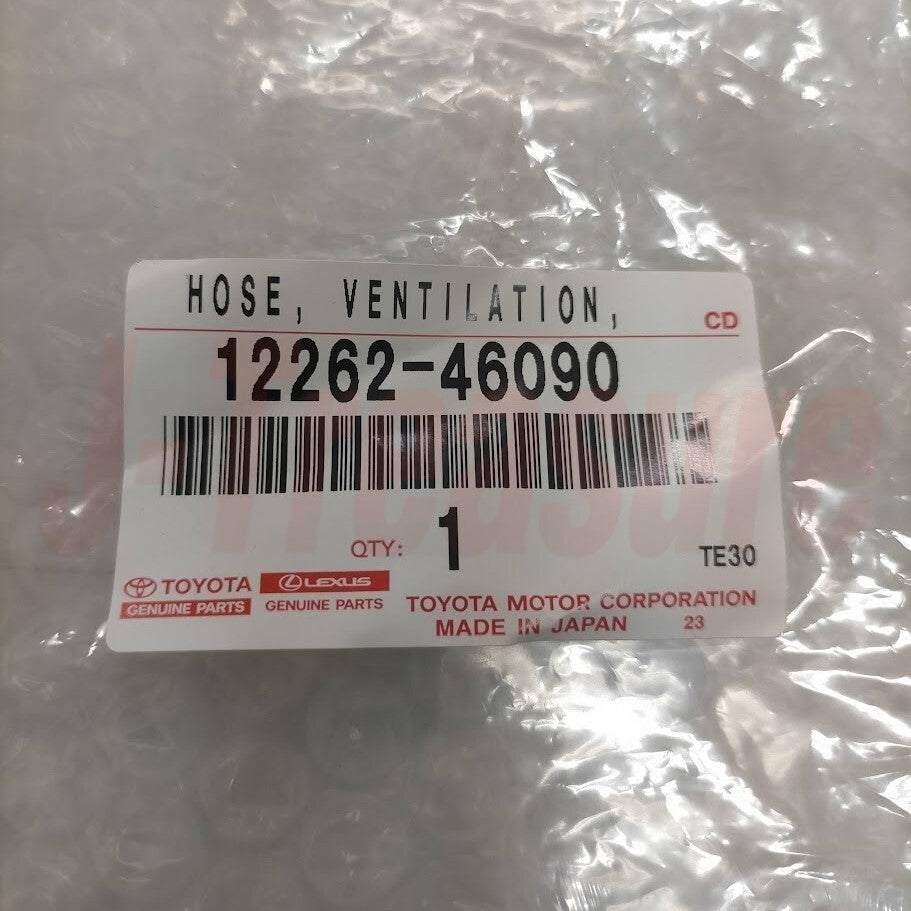 HOSE, VENTILATION,
CD
12262-46090
QTY: 1
TE30
TOYOTA
GENUINE PARTS
LEXUS
GENUINE PARTS
TOYOTA MOTOR CORPORATION
MADE IN JAPAN 23
J-Treasure